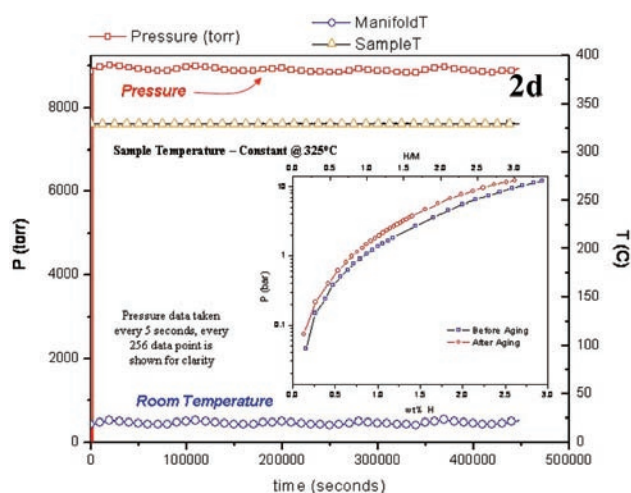 Pressure (torr)
ManifoldT
SampleT
2d
Pressure
Sample Temperature – Constant @ 325°C
H/M
0.0 0.5 1.0 1.5 2.0 2.5 3.0
10
1
0.1
P (bar)
Before Aging
After Aging
0.0 0.5 1.0 1.5 2.0 2.5 3.0
wt% H
Pressure data taken
every 5 seconds, every
256 data point is
shown for clarity
Room Temperature
8000
6000
4000
2000
0
P (torr)
400
350
300
250
200
150
100
50
0
T (C)
0 100000 200000 300000 400000 500000
time (seconds)